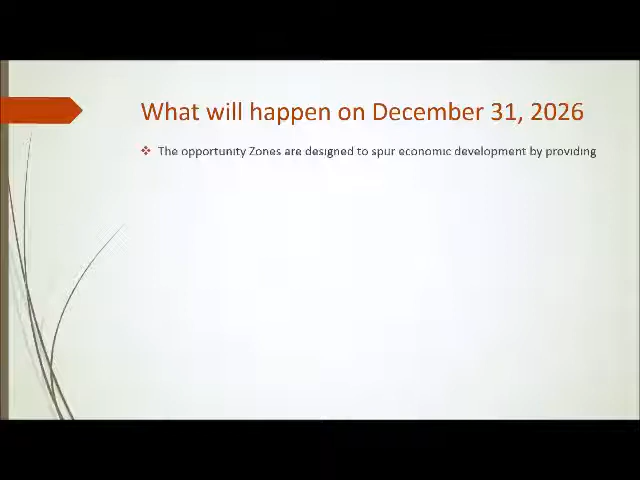 What will happen on December 31, 2026
The opportunity Zones are designed to spur economic development by providing